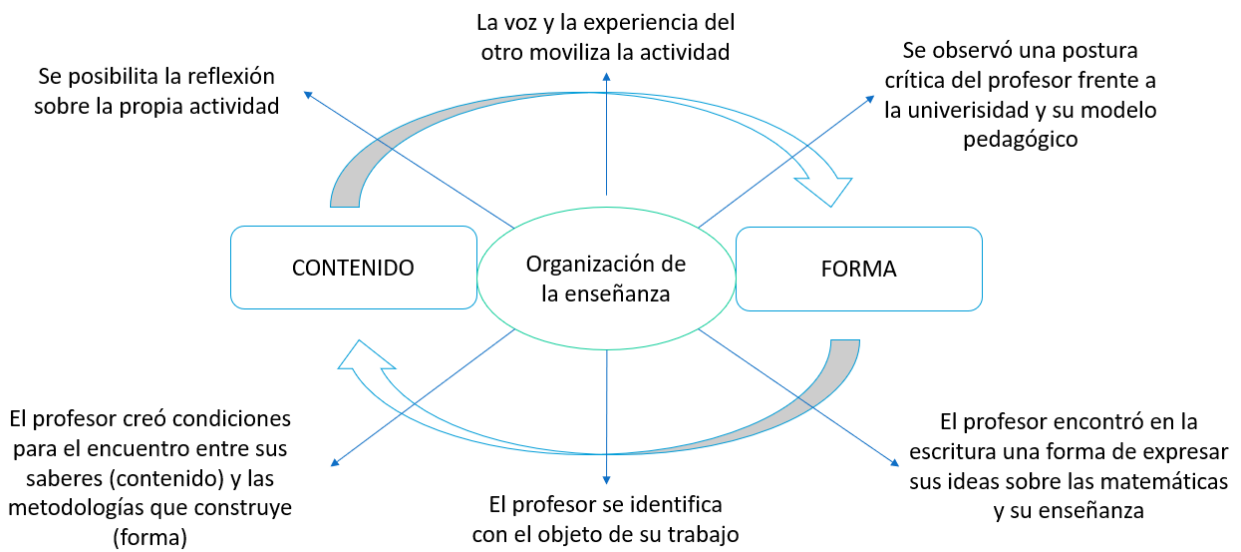 La voz y la experiencia del
otro moviliza la actividad
Se posibilita la reflexión
sobre la propia actividad
Se observó una postura
crítica del profesor frente a
la univerisidad y su modelo
pedagógico
CONTENIDO
Organización de
la enseñanza
FORMA
El profesor creó condiciones
para el encuentro entre sus
saberes (contenido) y las
metodologías que construye
(forma)
El profesor se identifica
con el objeto de su trabajo
El profesor encontró en la
escritura una forma de expresar
sus ideas sobre las matemáticas
y su enseñanza